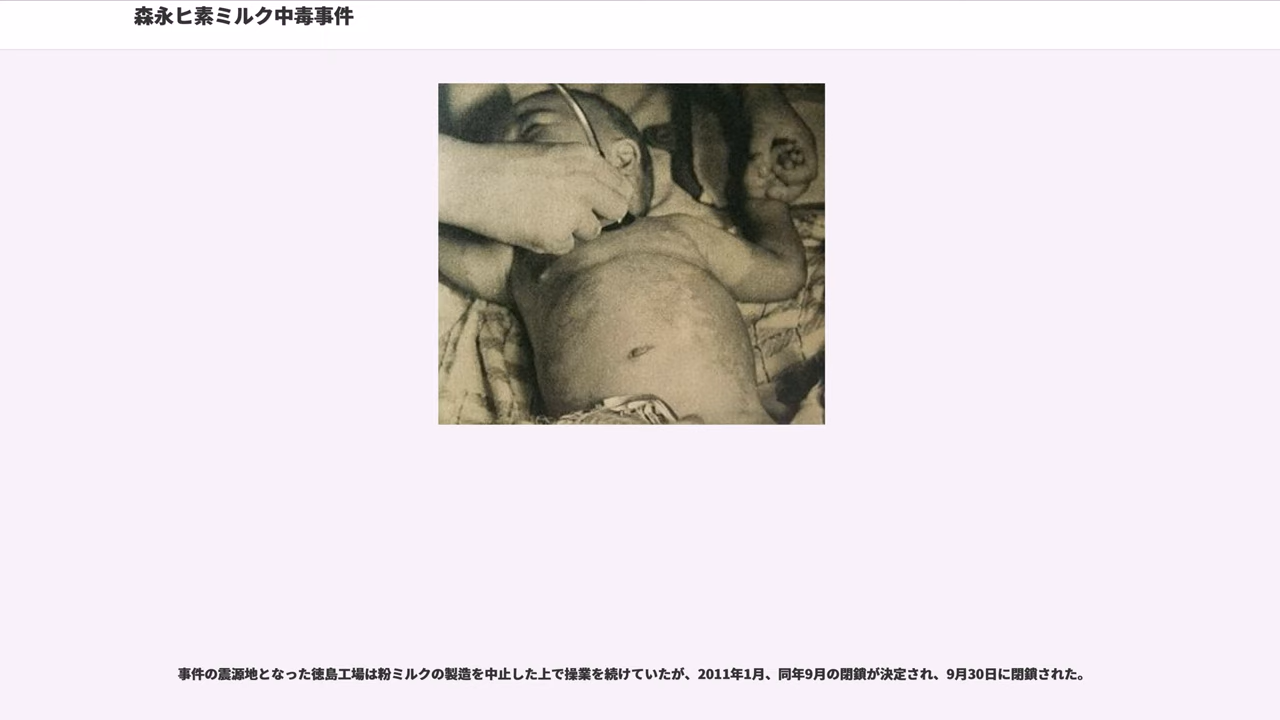 森永ヒ素ミルク中毒事件
事件の震源地となった徳島工場は粉ミルクの製造を中止した上で操業を続けていたが、2011年1月、同年9月の閉鎖が決定され、9月30日に閉鎖された。